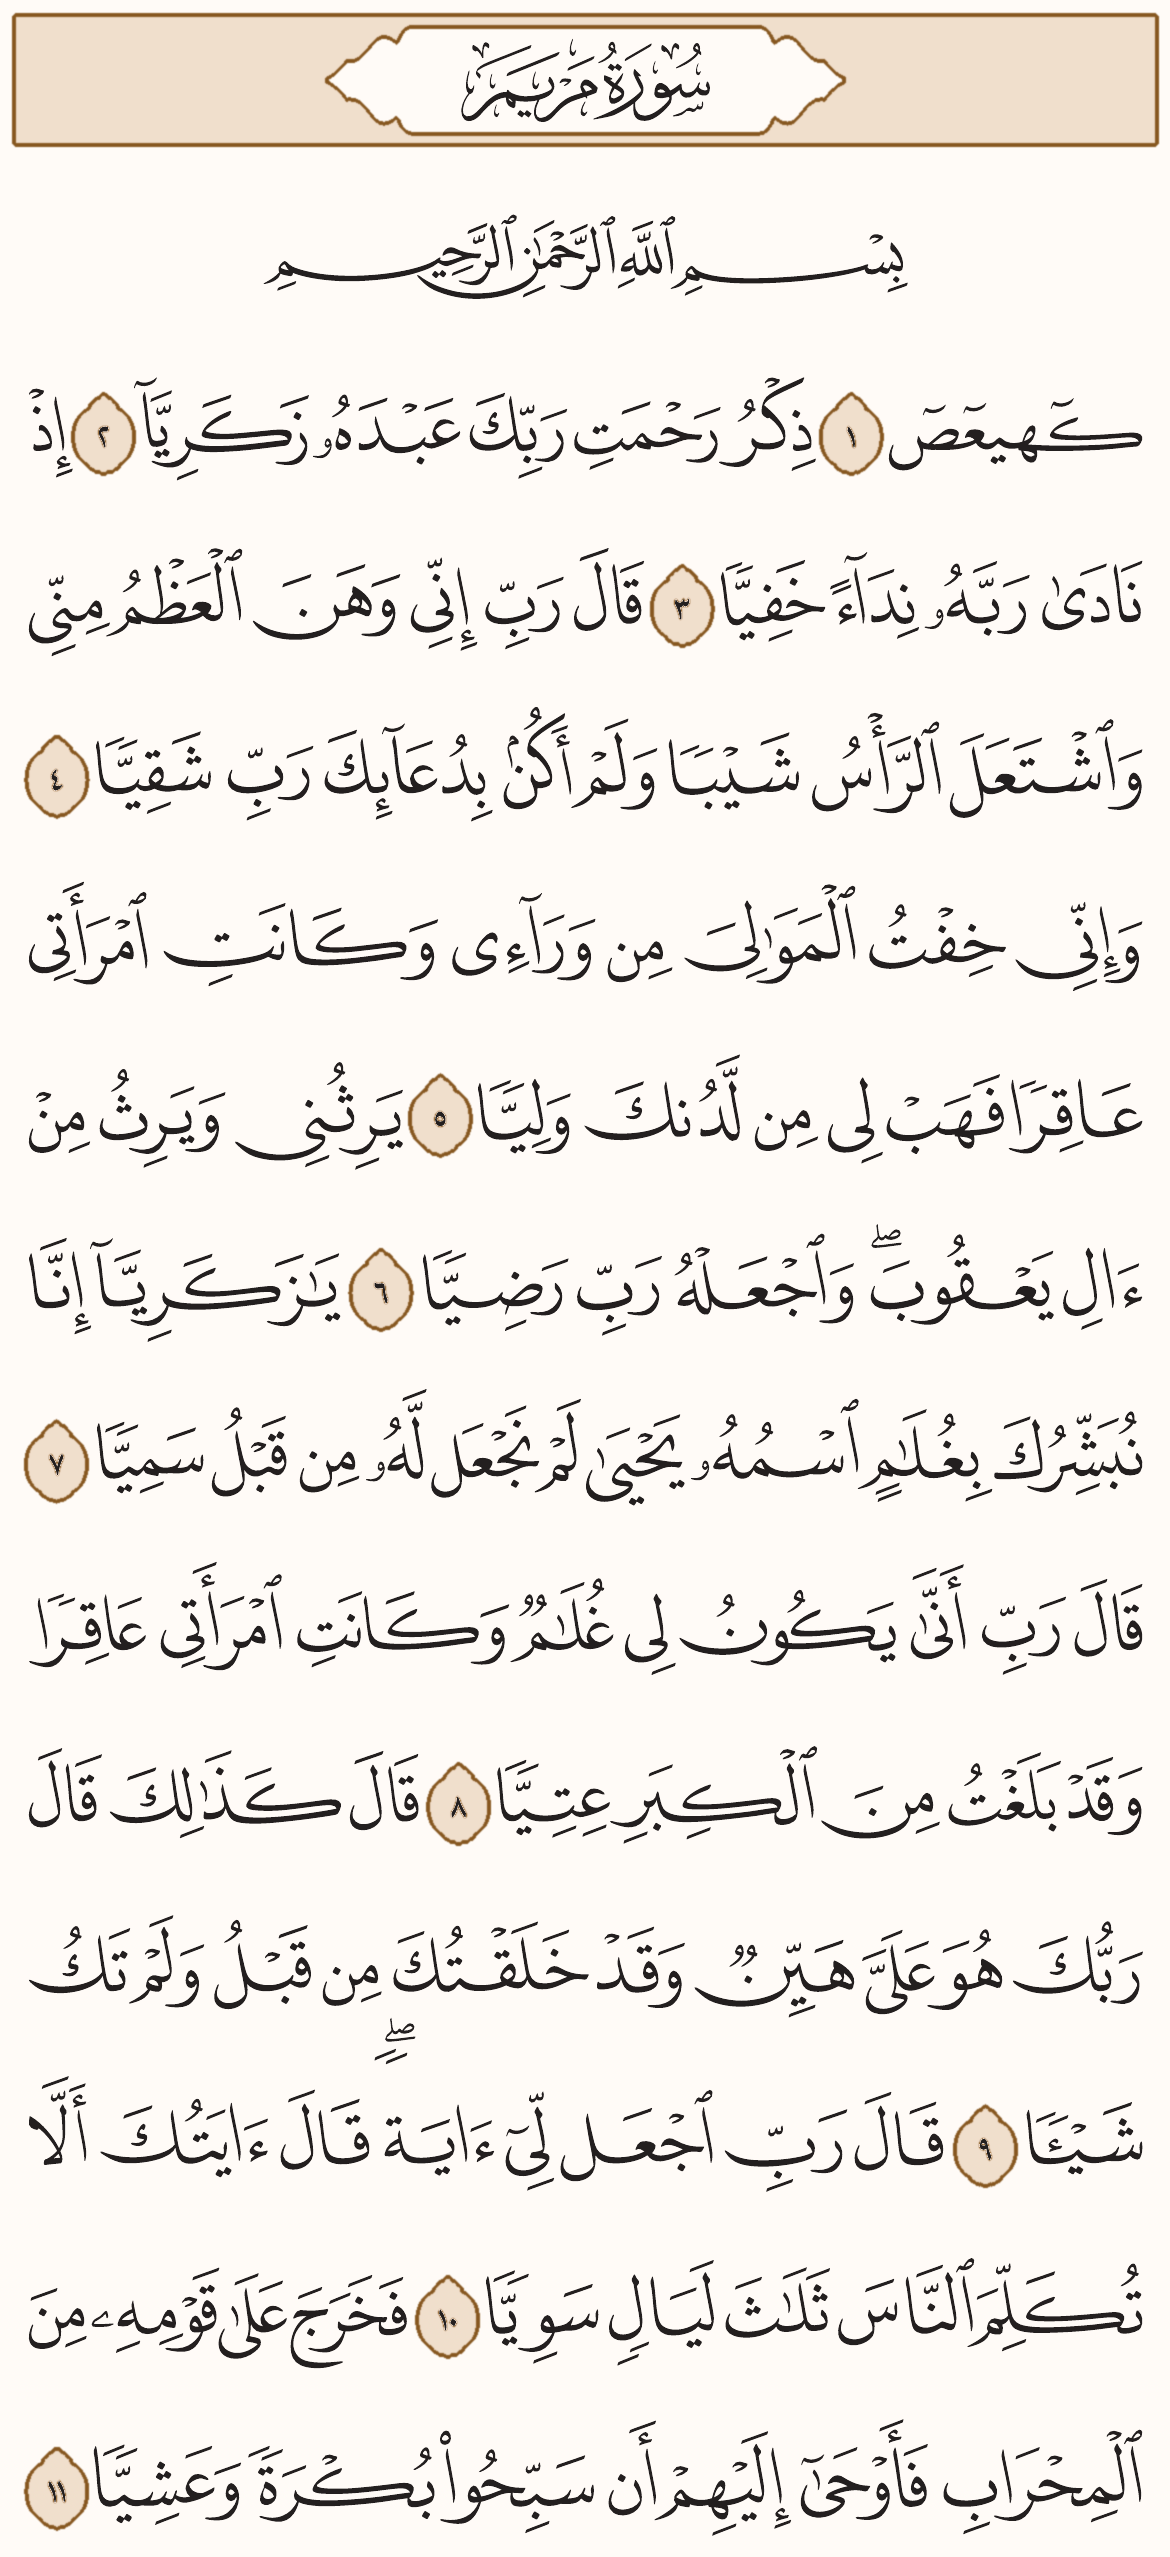 سُورَةُ مَرۡيَمَ
بِسۡمِ ٱللَّهِ ٱلرَّحۡمَٰنِ ٱلرَّحِيمِ
كٓهيعٓصٓ ١ ذِكۡرُ رَحۡمَتِ رَبِّكَ عَبۡدَهُۥ زَكَرِيَّآ ٢ إِذۡ
نَادَىٰ رَبَّهُۥ نِدَآءً خَفِيّٗا ٣ قَالَ رَبِّ إِنِّي وَهَنَ ٱلۡعَظۡمُ مِنِّي
وَٱشۡتَعَلَ ٱلرَّأۡسُ شَيۡبٗا وَلَمۡ أَكُنۢ بِدُعَآئِكَ رَبِّ شَقِيّٗا ٤
وَإِنِّي خِفۡتُ ٱلۡمَوَٰلِيَ مِن وَرَآءِي وَكَانَتِ ٱمۡرَأَتِي
عَاقِرٗا فَهَبۡ لِي مِن لَّدُنكَ وَلِيّٗا ٥ يَرِثُنِي وَيَرِثُ مِنۡ
ءَالِ يَعۡقُوبَۖ وَٱجۡعَلۡهُ رَبِّ رَضِيّٗا ٦ يَٰزَكَرِيَّآ إِنَّا
نُبَشِّرُكَ بِغُلَٰمٍ ٱسۡمُهُۥ يَحۡيَىٰ لَمۡ نَجۡعَل لَّهُۥ مِن قَبۡلُ سَمِيّٗا ٧
قَالَ رَبِّ أَنَّىٰ يَكُونُ لِي غُلَٰمٞ وَكَانَتِ ٱمۡرَأَتِي عَاقِرٗا
وَقَدۡ بَلَغۡتُ مِنَ ٱلۡكِبَرِ عِتِيّٗا ٨ قَالَ كَذَٰلِكَ قَالَ
رَبُّكَ هُوَ عَلَيَّ هَيِّنٞ وَقَدۡ خَلَقۡتُكَ مِن قَبۡلُ وَلَمۡ تَكُ
شَيۡـٔٗا ٩ قَالَ رَبِّ ٱجۡعَل لِّيٓ ءَايَةٗۖ قَالَ ءَايَتُكَ أَلَّا
تُكَلِّمَ ٱلنَّاسَ ثَلَٰثَ لَيَالٖ سَوِيّٗا ١٠ فَخَرَجَ عَلَىٰ قَوۡمِهِۦ مِنَ
ٱلۡمِحۡرَابِ فَأَوۡحَىٰٓ إِلَيۡهِمۡ أَن سَبِّحُواْ بُكۡرَةٗ وَعَشِيّٗا ١١